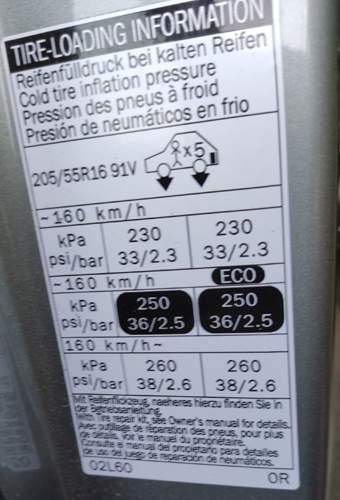 TIRE-LOADING INFORMATION
Reifenfülldruck bei kalten Reifen
Cold tire inflation pressure
Pression des pneus à froid
Presión de neumáticos en frio
205/55R16 91V x5
~160 km/h
kPa 230 230
psi/bar 33/2.3 33/2.3
~160 km/h ECO
kPa 250 250
psi/bar 36/2.5 36/2.5
160 km/h~
kPa 260 260
psi/bar 38/2.6 38/2.6
Mit Reifenflickzeug, naeheres hierzu finden Sie in
der Betriebsanleitung.
With Tire repair kit, see Owner's manual for details.
Avec outillage de réparation des pneus, pour plus
de détails, voir le manuel du propriétaire.
Consulte el manual del propietario para detalles
de uso del juego de reparación de neumáticos.
02L60 0R